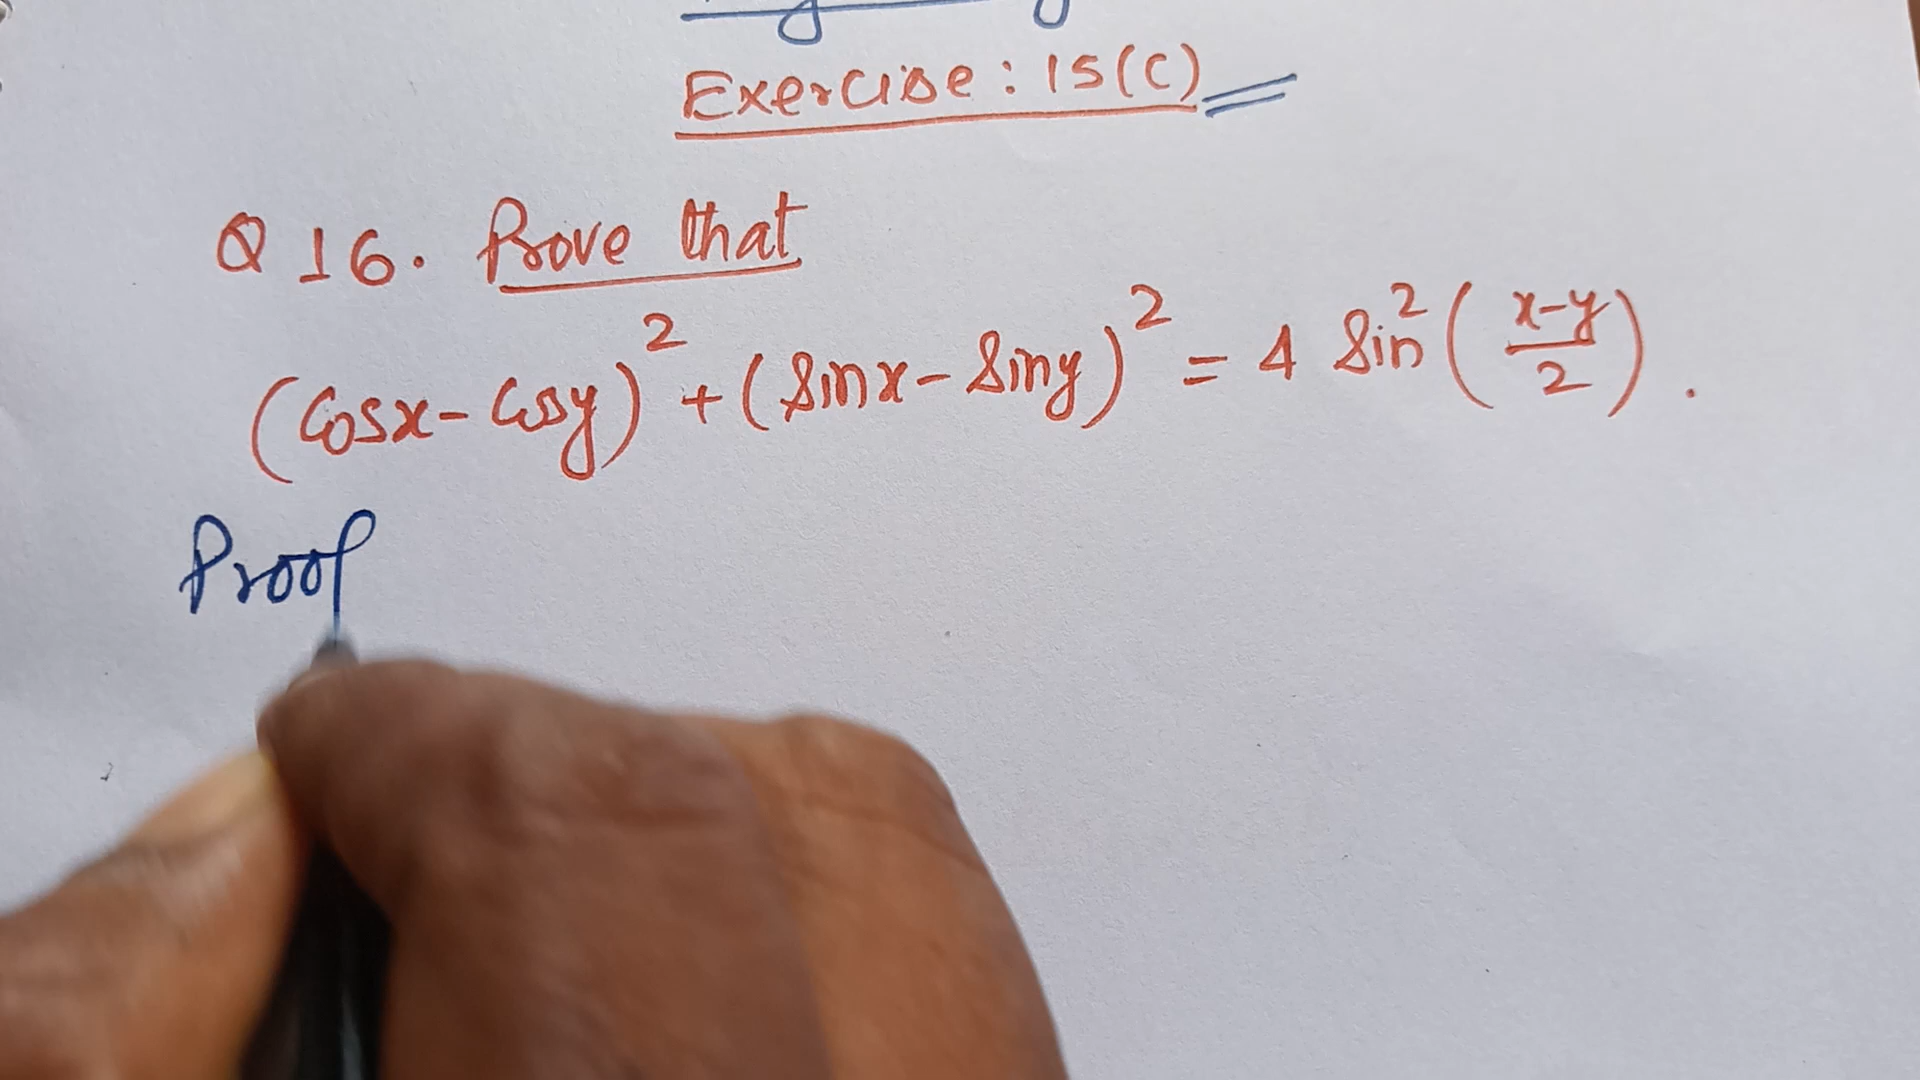 Exercise : 15(C)
Q 16. Prove that
(Cosx - Cosy)² + (Sinx - Siny)² = 4 Sin² ( x-y / 2 ) .
Proof